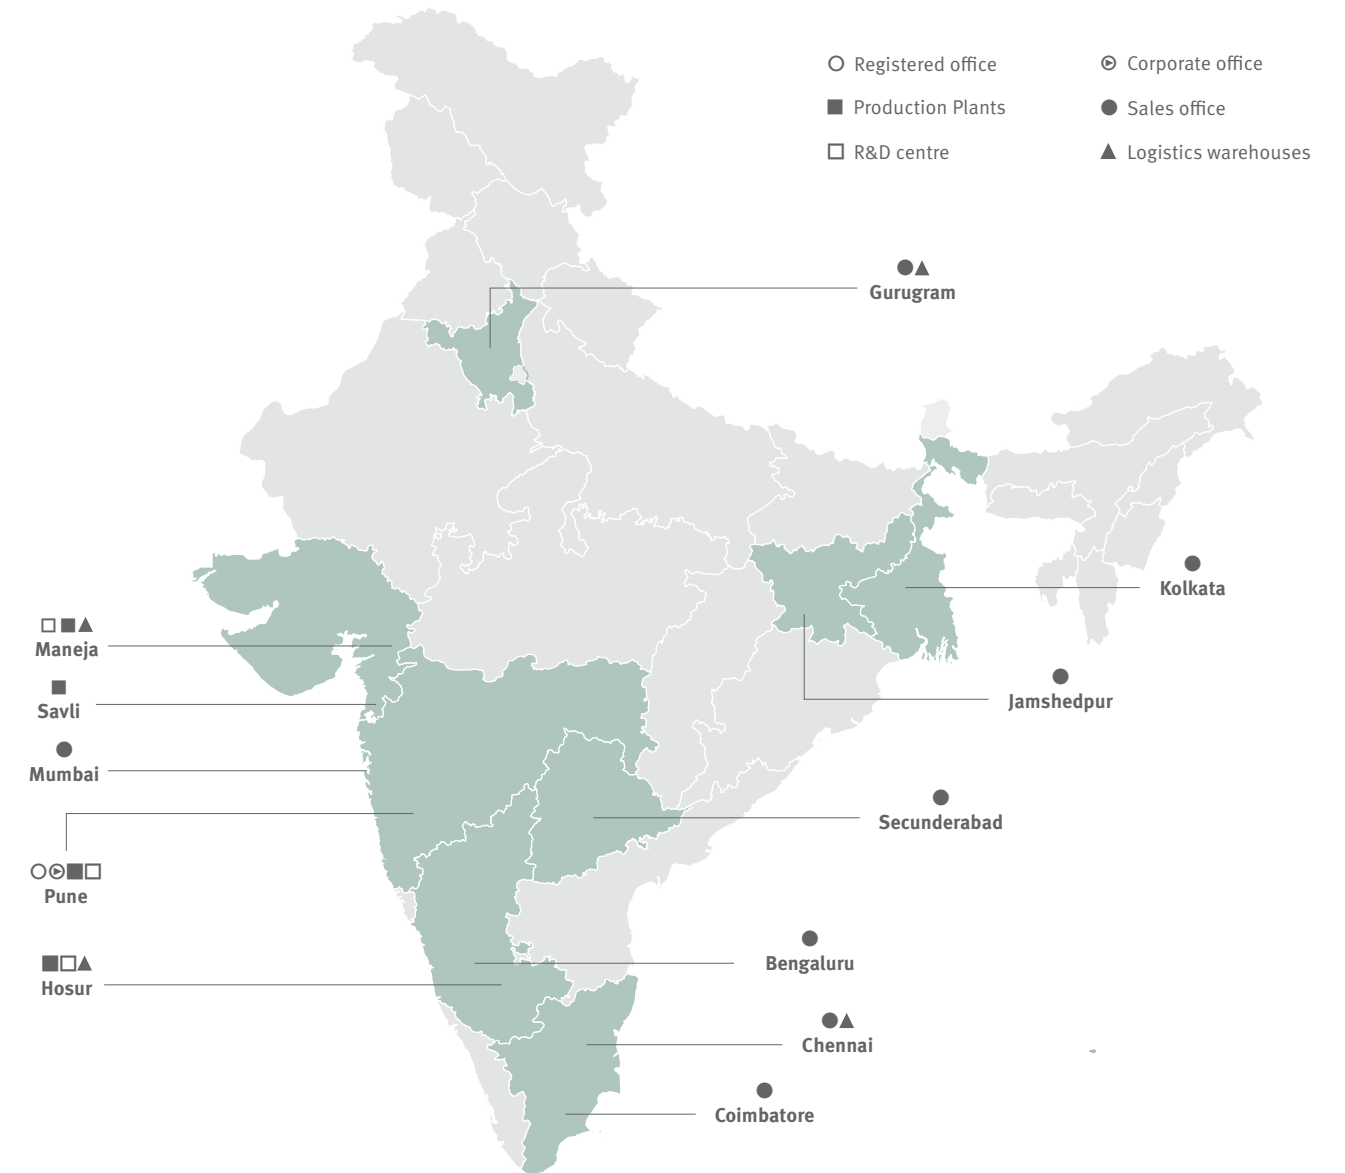 Registered office
Corporate office
Production Plants
Sales office
R&D centre
Logistics warehouses
Gurugram
Kolkata
Maneja
Jamshedpur
Savli
Mumbai
Secunderabad
Pune
Bengaluru
Hosur
Chennai
Coimbatore